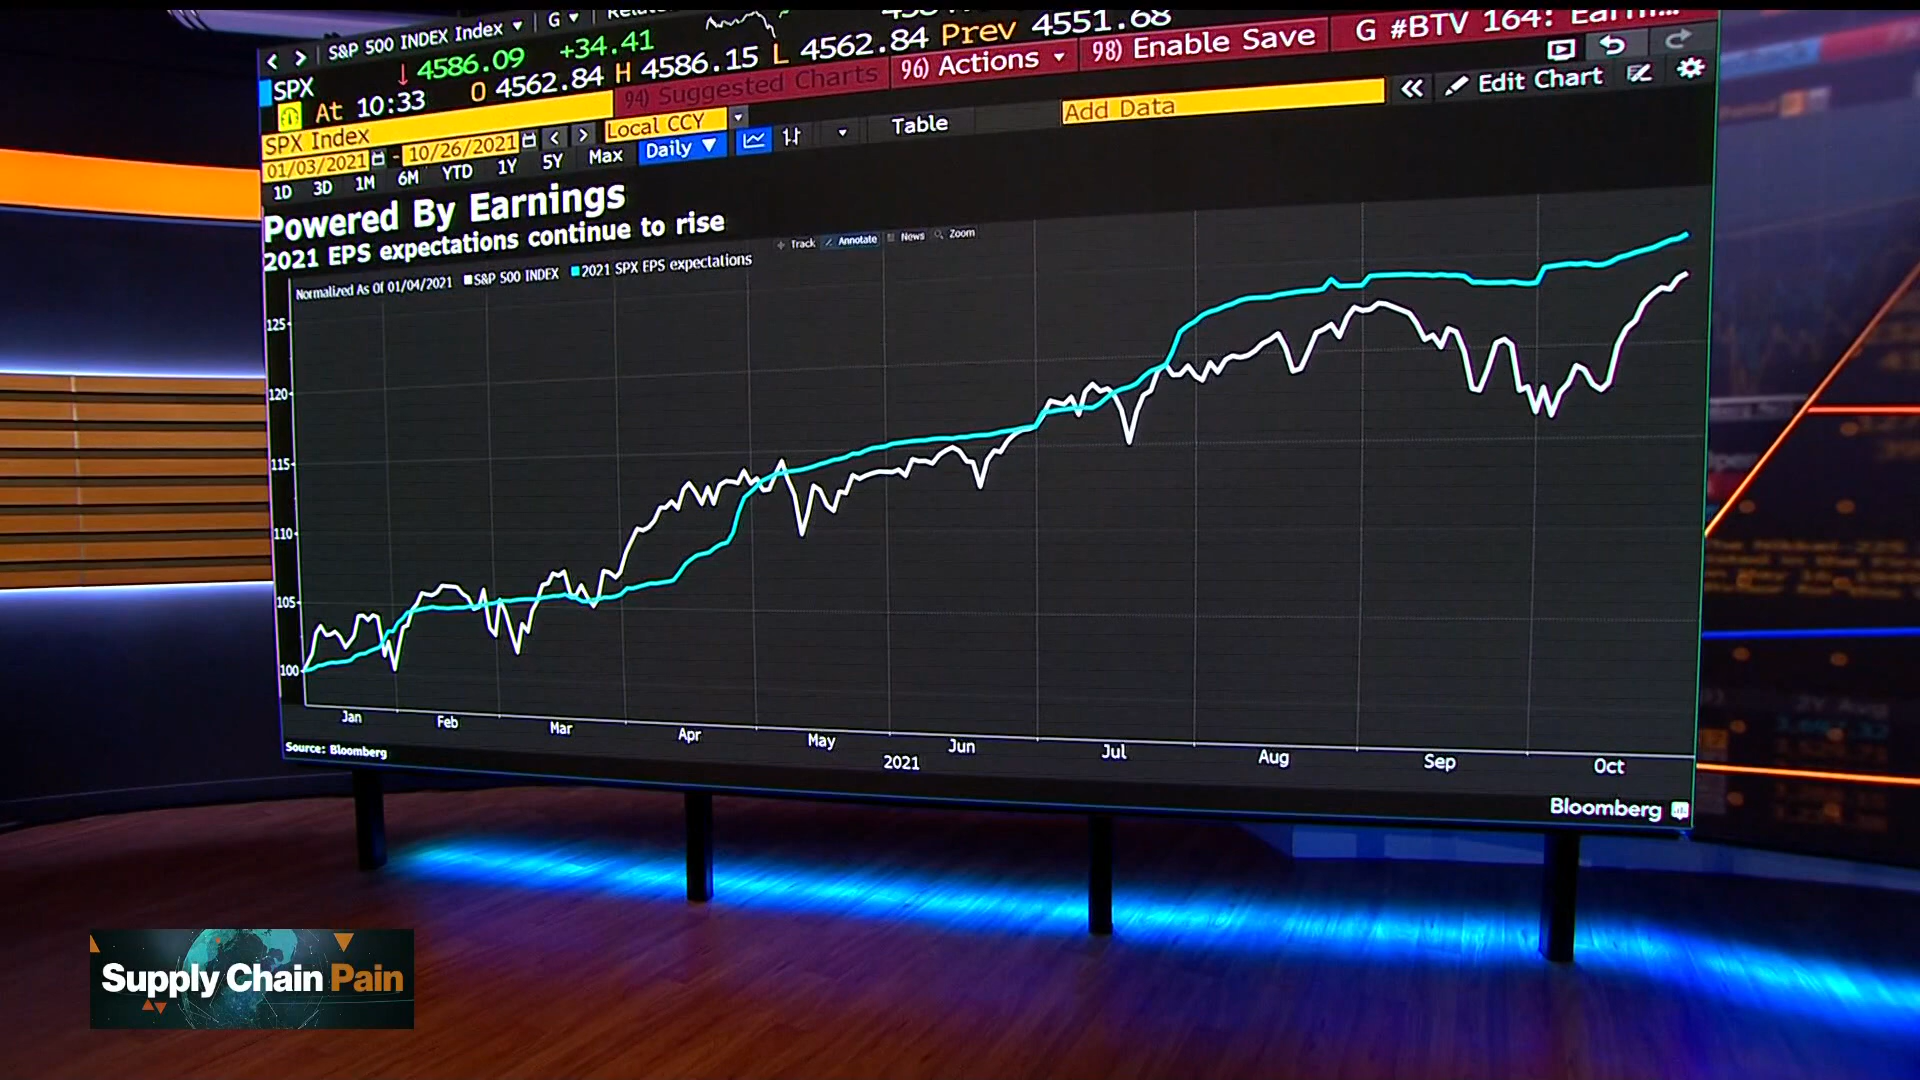 S&P 500 INDEX Index
G
SPX
4586.09
+34.41
At 10:33 O 4562.84 H 4586.15 L 4562.84 Prev 4551.68
SPX Index
94) Suggested Charts
96) Actions
98) Enable Save
G #BTV 164:
01/03/2021 - 10/26/2021
Local CCY
Add Data
« Edit Chart
1D 3D 1M 6M YTD 1Y 5Y Max Daily ▼ Table
Powered By Earnings
2021 EPS expectations continue to rise
Track Annotate News Zoom
Normalized As Of 01/04/2021 S&P 500 INDEX 2021 SPX EPS expectations
125
120
115
110
105
100
Jan Feb Mar Apr May Jun Jul Aug Sep Oct
2021
Source: Bloomberg
Bloomberg
Supply Chain Pain